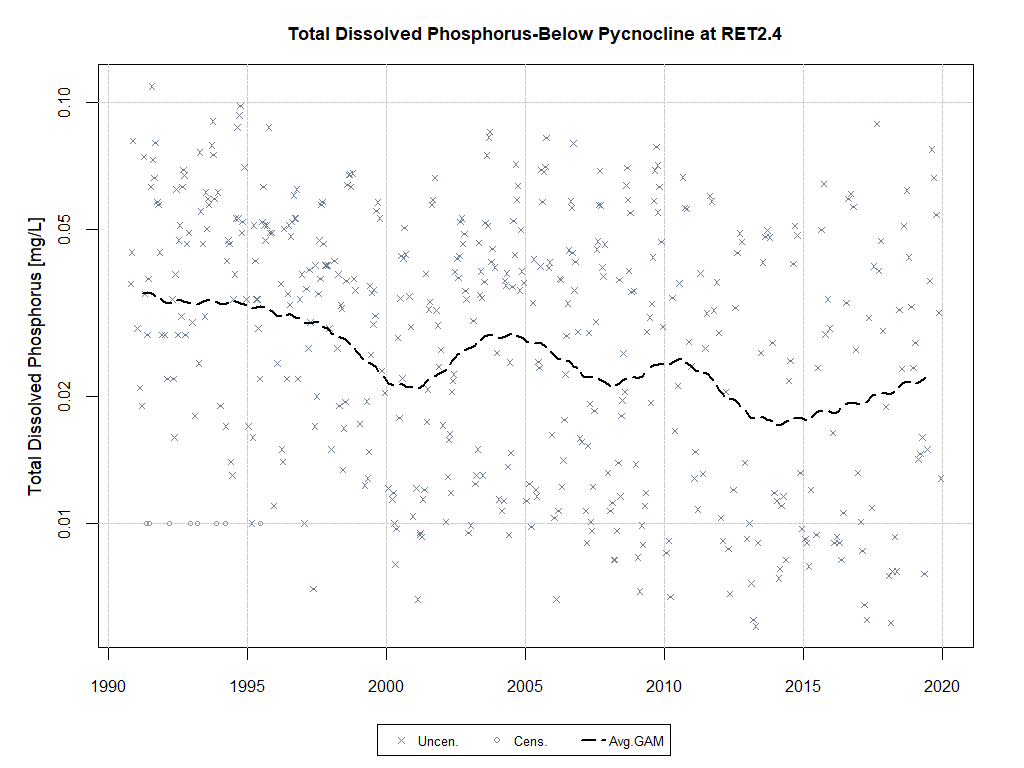 Total Dissolved Phosphorus-Below Pycnocline at RET2.4
Total Dissolved Phosphorus [mg/L]
0.10
0.05
0.02
0.01
1990 1995 2000 2005 2010 2015 2020
Uncen. Cens. Avg.GAM